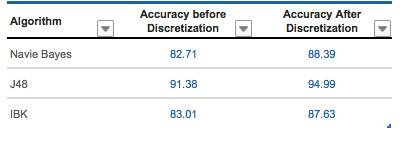 Algorithm Accuracy before Discretization Accuracy After Discretization
Navie Bayes 82.71 88.39
J48 91.38 94.99
IBK 83.01 87.63